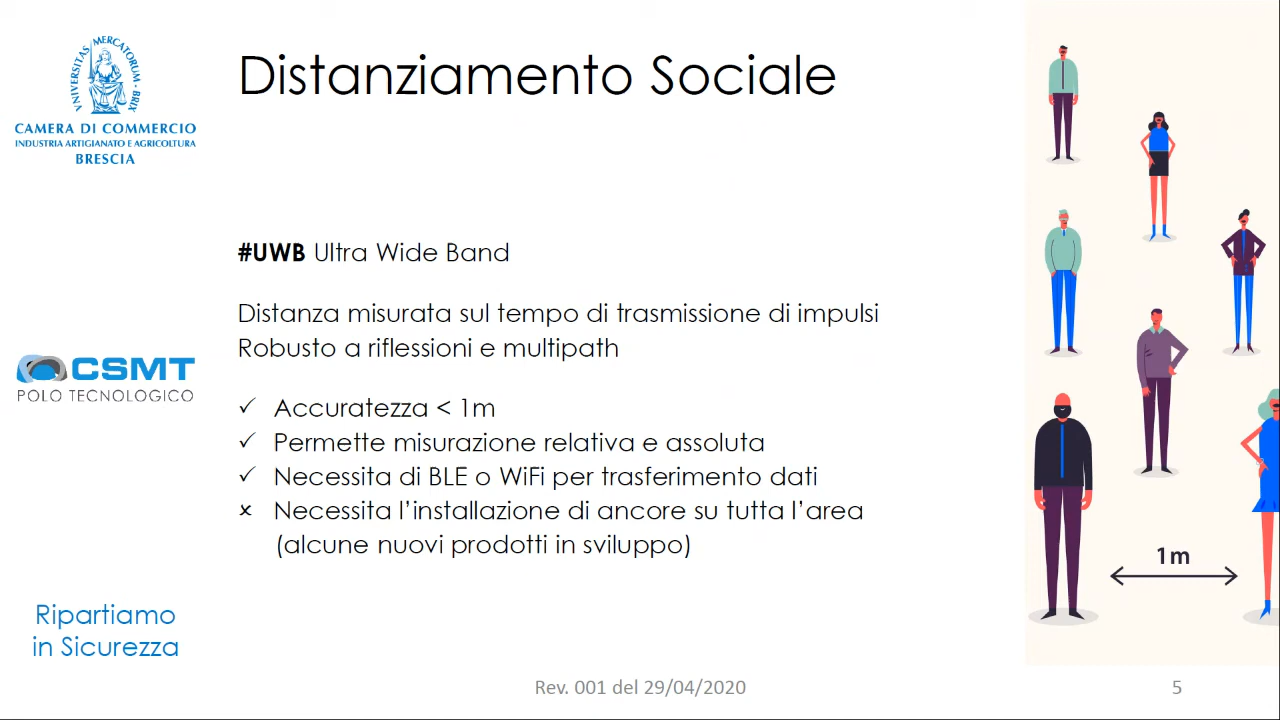 UNIVERSITAS MERCATORUM · BRIX
CAMERA DI COMMERCIO
INDUSTRIA ARTIGIANATO E AGRICOLTURA
BRESCIA
Distanziamento Sociale
#UWB Ultra Wide Band
Distanza misurata sul tempo di trasmissione di impulsi
Robusto a riflessioni e multipath
✓ Accuratezza < 1m
✓ Permette misurazione relativa e assoluta
✓ Necessita di BLE o WiFi per trasferimento dati
× Necessita l’installazione di ancore su tutta l’area
(alcune nuovi prodotti in sviluppo)
CSMT
POLO TECNOLOGICO
Ripartiamo
in Sicurezza
1m
Rev. 001 del 29/04/2020
5